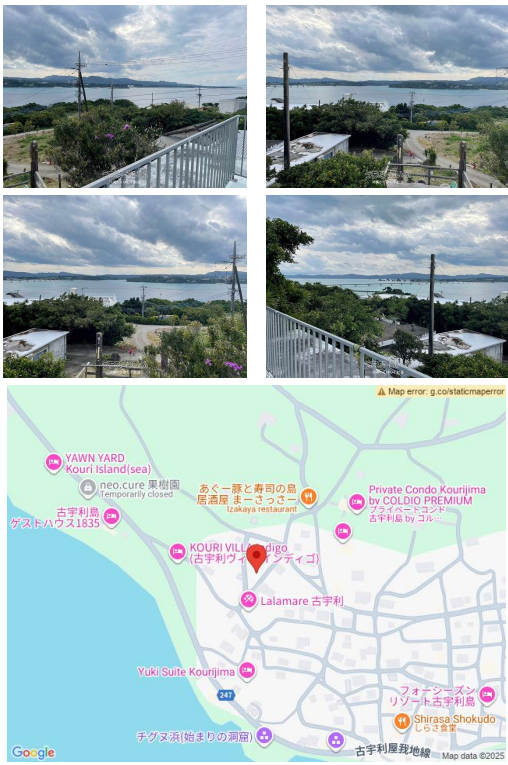 Map error: g.co/staticmaperror
YAWN YARD
Kouri Island(sea)
neo.cure 果樹園
Temporarily closed
古宇利島
ゲストハウス1835
あぐー豚と寿司の島
居酒屋 まーさっさー
Izakaya restaurant
Private Condo Kourijima
by COLDIO PREMIUM
プライベートコンド
古宇利島 by コル…
KOURI VILLA indigo
(古宇利ヴィラインディゴ)
Lalamare 古宇利
Yuki Suite Kourijima
247
フォーシーズン
リゾート古宇利島
Shirasa Shokudo
しらさ食堂
チグヌ浜(始まりの洞窟)
古宇利屋我地線
Google
Map data ©2025